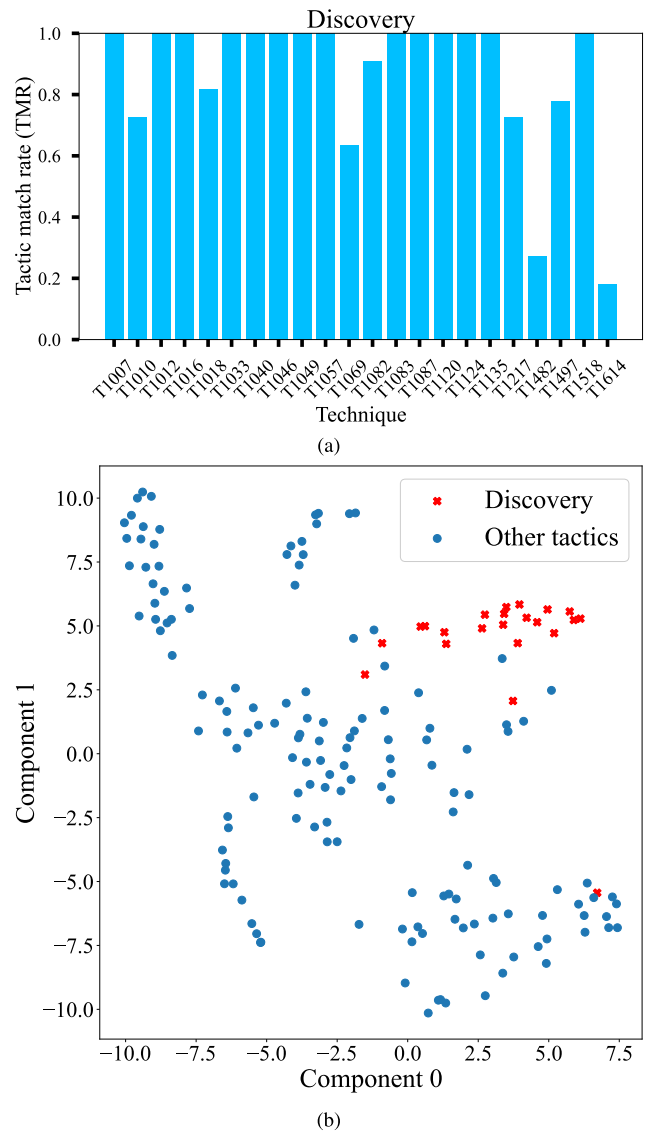 Discovery
Tactic match rate (TMR)
1.0
0.8
0.6
0.4
0.2
0.0
T1007
T1010
T1012
T1016
T1018
T1033
T1040
T1046
T1049
T1057
T1069
T1082
T1083
T1087
T1120
T1124
T1135
T1217
T1482
T1497
T1518
T1614
Technique
(a)
Discovery
Other tactics
Component 1
10.0
7.5
5.0
2.5
0.0
−2.5
−5.0
−7.5
−10.0
−10.0 −7.5 −5.0 −2.5 0.0 2.5 5.0 7.5
Component 0
(b)